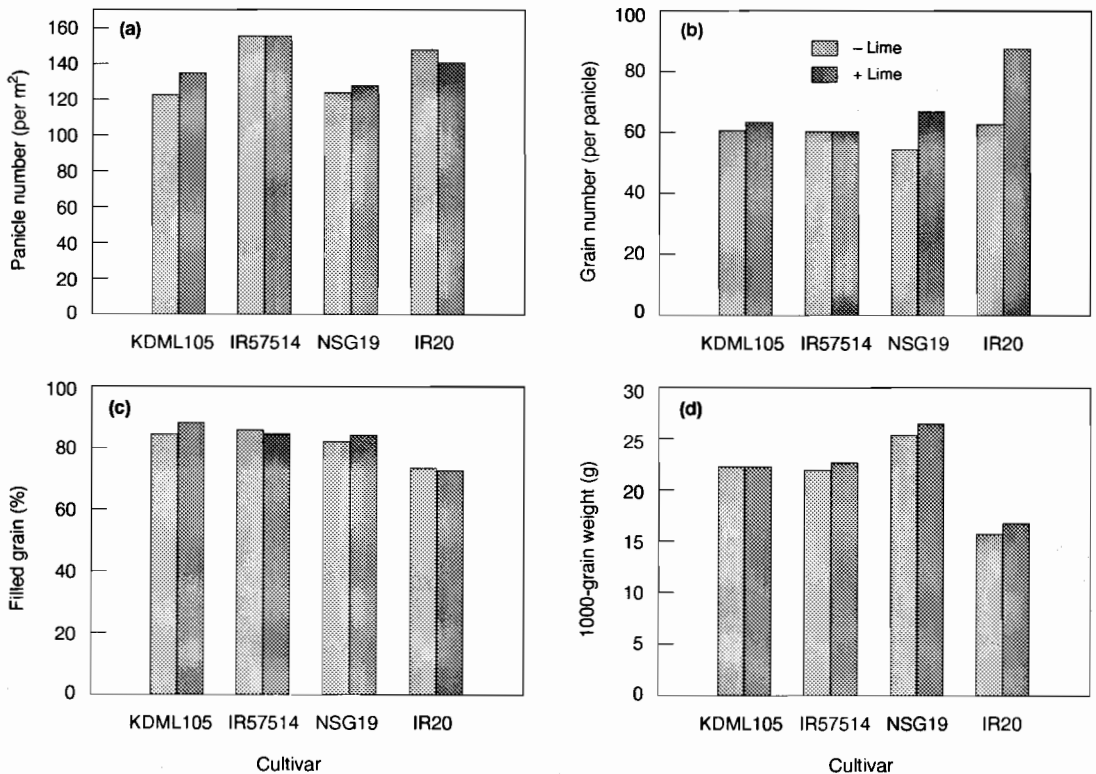 (a)
Panicle number (per m²)
160
140
120
100
80
60
40
20
0
KDML105 IR57514 NSG19 IR20
(b)
– Lime
+ Lime
Grain number (per panicle)
100
80
60
40
20
0
KDML105 IR57514 NSG19 IR20
(c)
Filled grain (%)
100
80
60
40
20
0
KDML105 IR57514 NSG19 IR20
Cultivar
(d)
1000-grain weight (g)
30
25
20
15
10
5
0
KDML105 IR57514 NSG19 IR20
Cultivar